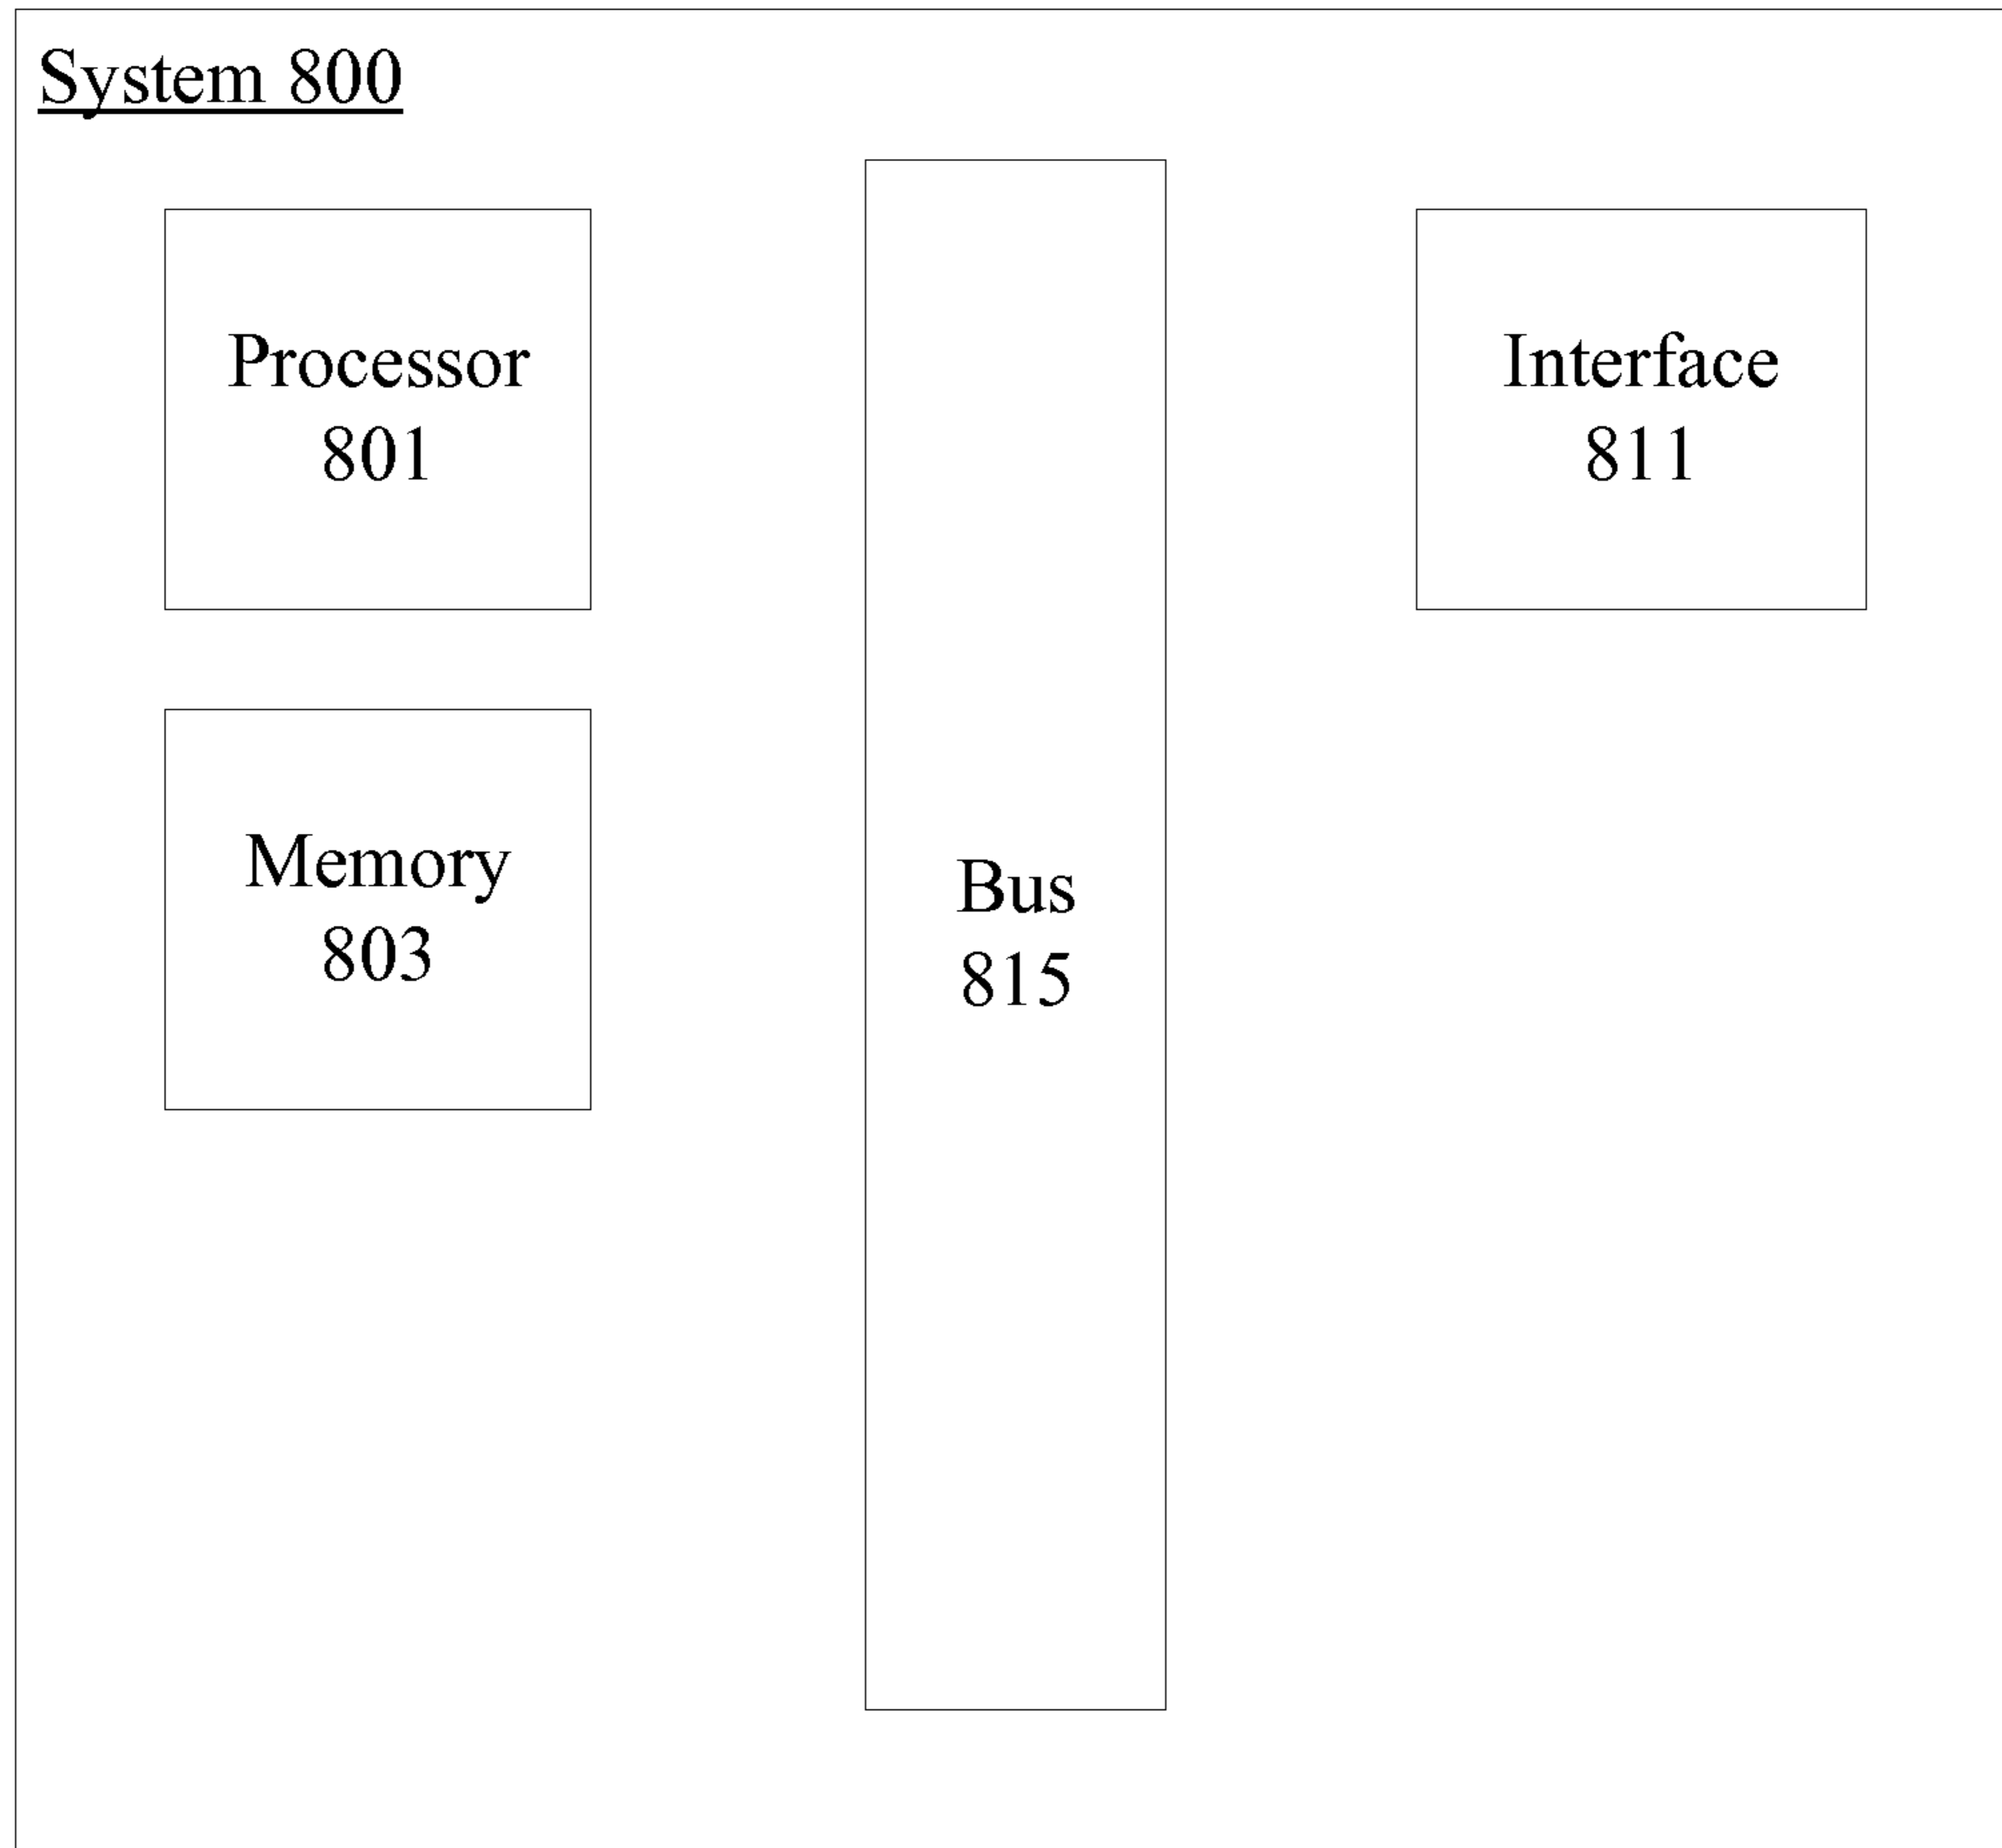 System 800
Processor
801
Interface
811
Memory
803
Bus
815